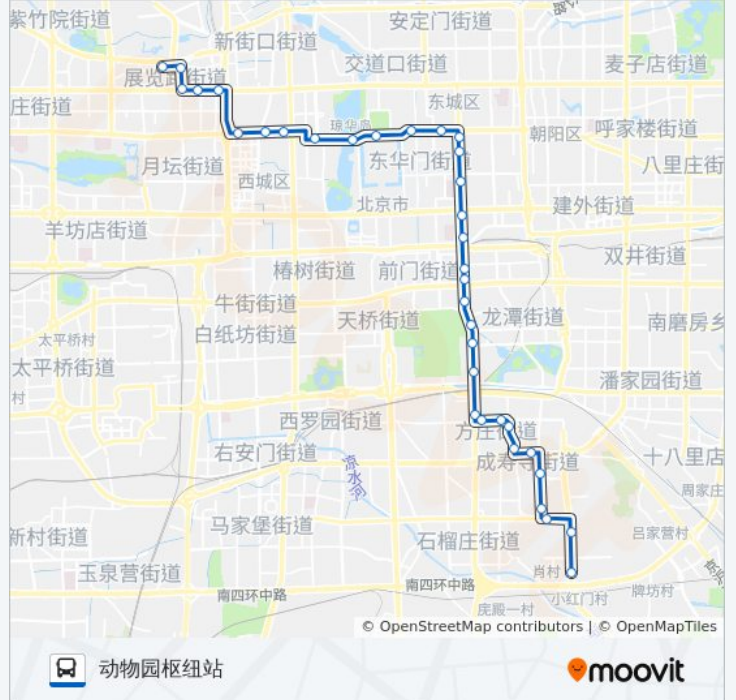 紫竹院街道
安定门街道
新街口街道
交道口街道
麦子店街道
展览路街道
庄街道
东城区
琼华岛
朝阳区
呼家楼街道
月坛街道
东华门街道
八里庄街
西城区
北京市
建外街道
羊坊店街道
双井街道
椿树街道
前门街道
牛街街道
天桥街道
龙潭街道
南磨房乡
白纸坊街道
太平桥村
太平桥街道
潘家园街道
村
西罗园街道
方庄街道
右安门街道
成寿寺街道
十八里店
凉水河
周家庄
马家堡街道
新村街道
石榴庄街道
吕家营村
玉泉营街道
肖村
南四环中路
南四环中路
小红门村
牌坊村
© OpenStreetMap contributors | © OpenMapTiles
动物园枢纽站
moovit